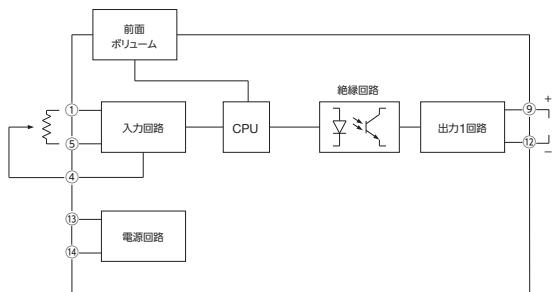 前面
ボリューム
絶縁回路
①
入力回路
CPU
出力1回路
⑨
+
⑤
⑫
−
④
⑬
電源回路
⑭